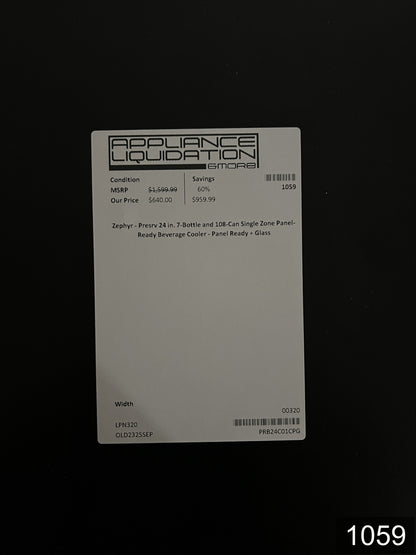 APPLIANCE
LIQUIDATION
& MORE
Condition
Savings
MSRP $1,599.99 60% 1059
Our Price $640.00 $959.99
Zephyr - Presrv 24 in. 7-Bottle and 108-Can Single Zone Panel-
Ready Beverage Cooler - Panel Ready + Glass
Width
00320
LPN320
OLD2325SEP PRB24C01CPG
1059